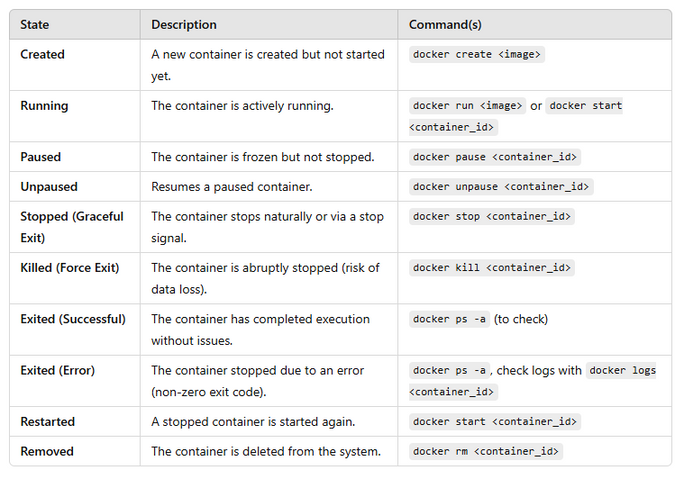 State Description Command(s)
Created A new container is created but not started docker create <image>
yet.
Running The container is actively running. docker run <image> or docker start
<container_id>
Paused The container is frozen but not stopped. docker pause <container_id>
Unpaused Resumes a paused container. docker unpause <container_id>
Stopped (Graceful The container stops naturally or via a stop docker stop <container_id>
Exit) signal.
Killed (Force Exit) The container is abruptly stopped (risk of docker kill <container_id>
data loss).
Exited (Successful) The container has completed execution docker ps -a (to check)
without issues.
Exited (Error) The container stopped due to an error docker ps -a, check logs with docker logs
(non-zero exit code). <container_id>
Restarted A stopped container is started again. docker start <container_id>
Removed The container is deleted from the system. docker rm <container_id>